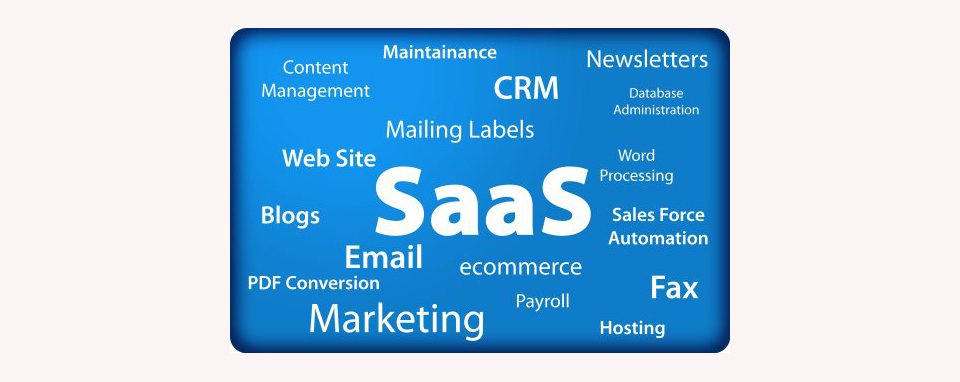 Maintainance
Content
Management
Newsletters
CRM
Database
Administration
Mailing Labels
Web Site
Word
Processing
SaaS
Blogs
Sales Force
Automation
Email
ecommerce
PDF Conversion
Fax
Payroll
Marketing
Hosting